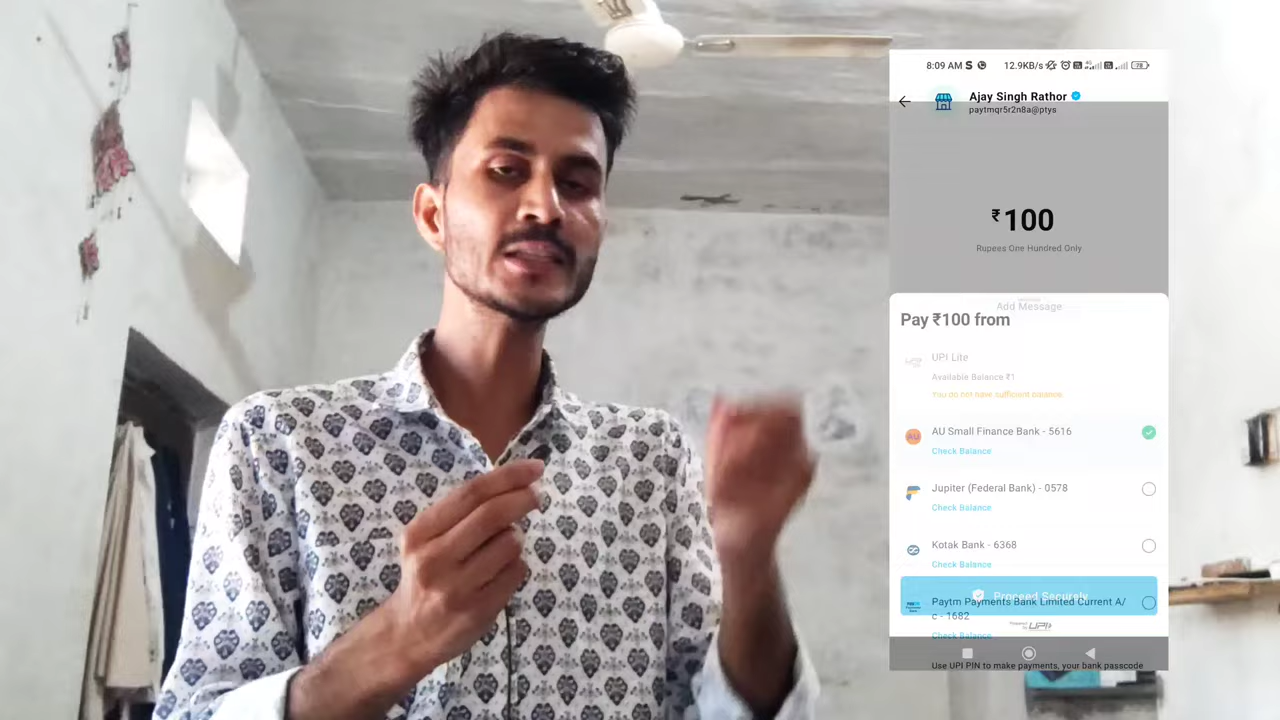 8:09 AM S 12.9KB/s 78
Ajay Singh Rathor
paytmqr5r2n8a@ptys
₹100
Rupees One Hundred Only
Add Message
Pay ₹100 from
UPI Lite
Available Balance ₹1
You do not have sufficient balance
AU Small Finance Bank - 5616
Check Balance
Jupiter (Federal Bank) - 0578
Check Balance
Kotak Bank - 6368
Check Balance
Proceed Securely
Paytm Payments Bank Limited Current A/
c - 1682
UPI
Check Balance
Use UPI PIN to make payments, your bank passcode